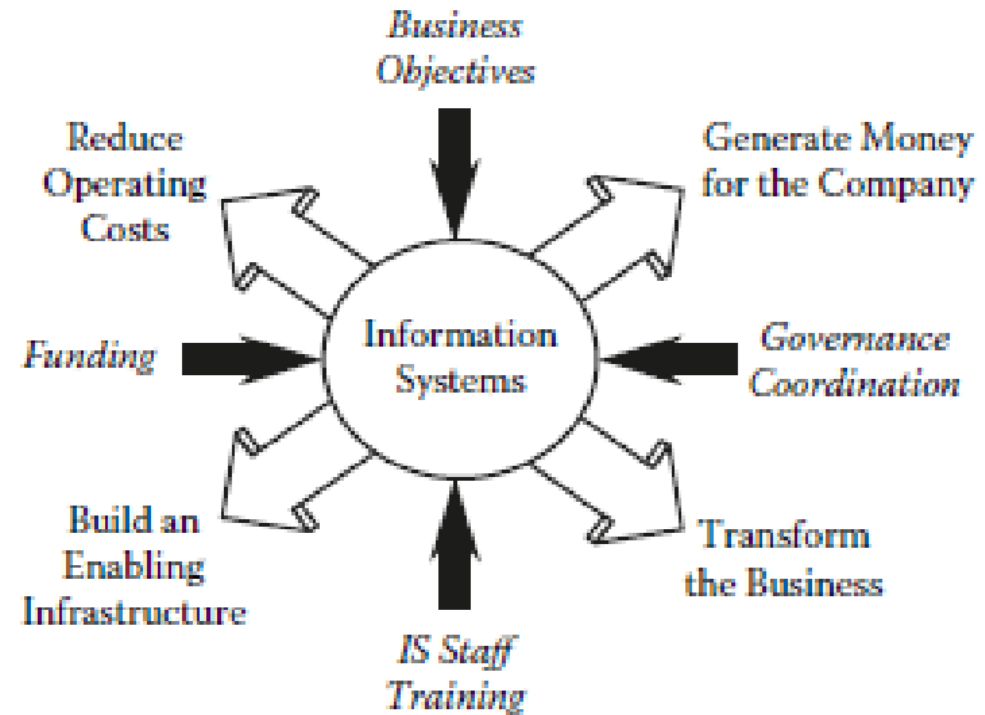 Business
Objectives
Reduce
Operating
Costs
Generate Money
for the Company
Funding
Information
Systems
Governance
Coordination
Build an
Enabling
Infrastructure
Transform
the Business
IS Staff
Training